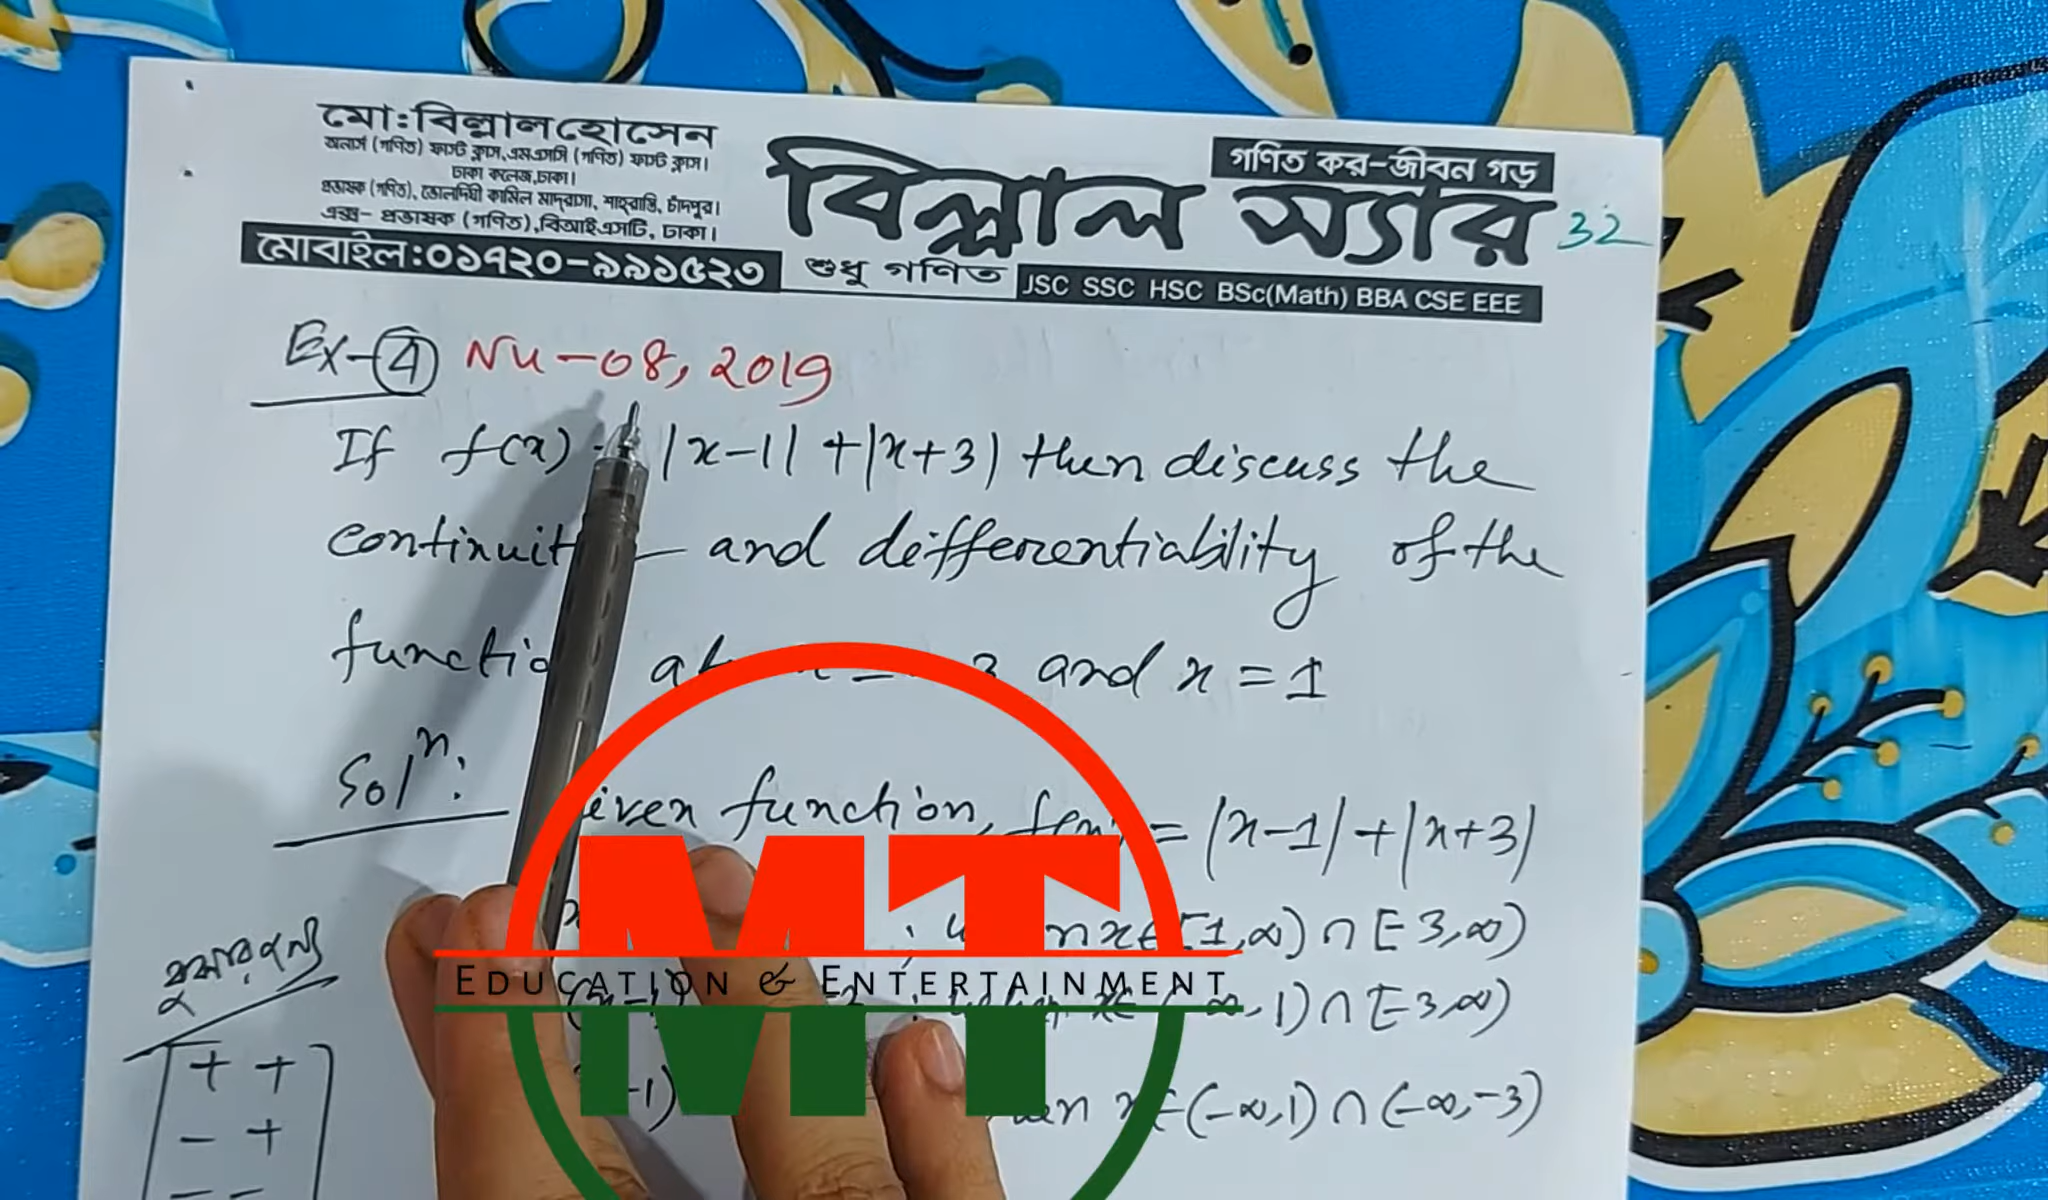 মো:বিল্লাল হোসেন
অনার্স (গণিত) ফার্স্ট ক্লাস,এমএসসি (গণিত) ফার্স্ট ক্লাস।
ঢাকা কলেজ,ঢাকা।
প্রভাষক (গণিত), ভোলদিঘী কামিল মাদ্রাসা, শাহ্রাস্তি, চাঁদপুর।
এক্স- প্রভাষক (গণিত),বিআইএসটি, ঢাকা।
মোবাইল:০১৭২০-৯৯১৫২৩
গণিত কর-জীবন গড়
বিল্লাল স্যার
32
শুধু গণিত
JSC SSC HSC BSc(Math) BBA CSE EEE
Ex-④ NU-08, 2019
If f(x) |x-1| + |x+3| then discuss the
and differentiability of the
and x = 1
Solⁿ:
function, = |x-1| + |x+3|
[1,∞) ∩ [-3,∞)
,1) ∩ [-3,∞)
(-∞,1) ∩ (-∞,-3)
+ +
- +
- -
MT
EDUCATION & ENTERTAINMENT